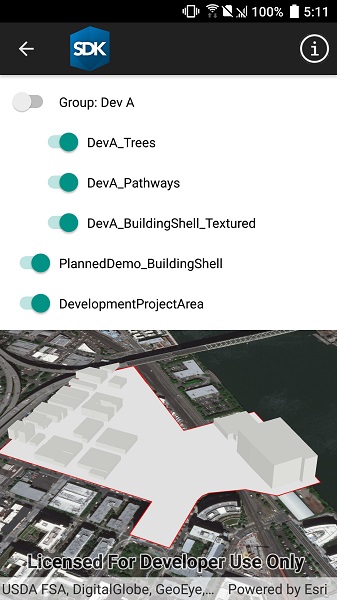 100% 5:11
SDK
Group: Dev A
DevA_Trees
DevA_Pathways
DevA_BuildingShell_Textured
PlannedDemo_BuildingShell
DevelopmentProjectArea
Licensed For Developer Use Only
USDA FSA, DigitalGlobe, GeoEye,... Powered by Esri